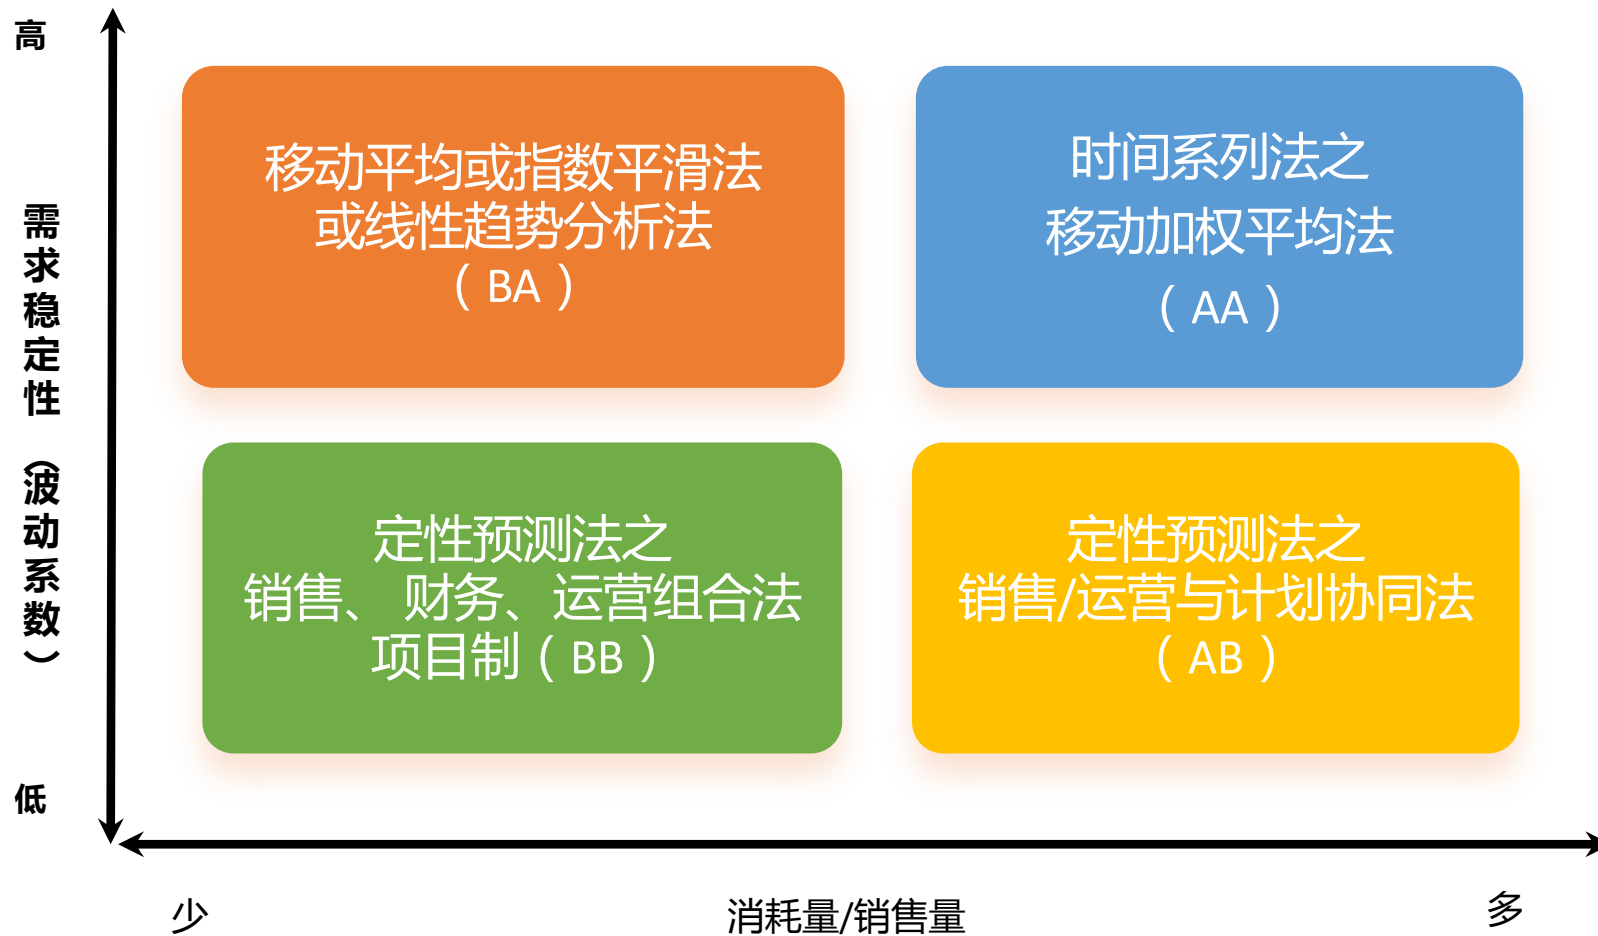 高
需求稳定性（波动系数）
低
移动平均或指数平滑法
或线性趋势分析法
（BA）
时间系列法之
移动加权平均法
（AA）
定性预测法之
销售、财务、运营组合法
项目制（BB）
定性预测法之
销售/运营与计划协同法
（AB）
少
消耗量/销售量
多